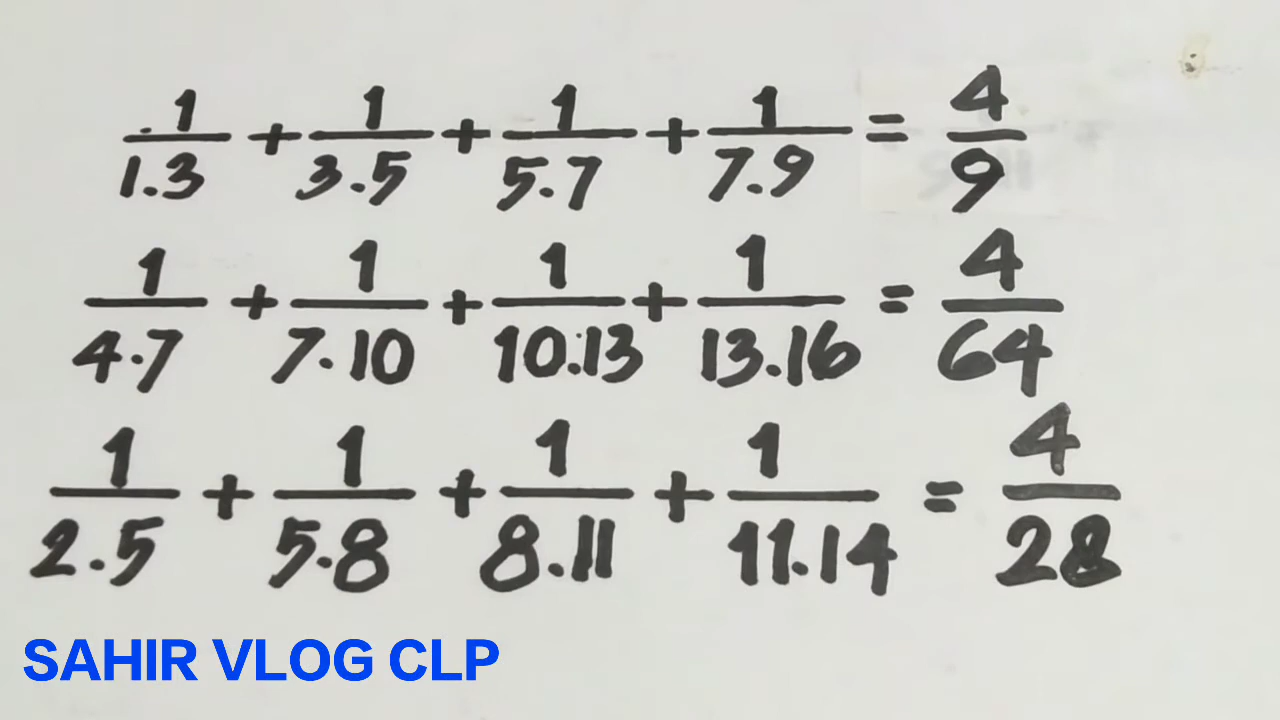 1/1.3 + 1/3.5 + 1/5.7 + 1/7.9 = 4/9
1/4.7 + 1/7.10 + 1/10.13 + 1/13.16 = 4/64
1/2.5 + 1/5.8 + 1/8.11 + 1/11.14 = 4/28
SAHIR VLOG CLP